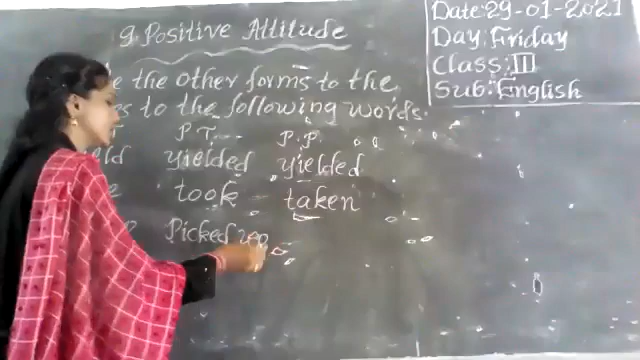 9. Positive Attitude
Date:29-01-2021
Day:Friday
Class:III
Sub:English
the Other forms to the
to the following words.
P.T. P.P.
yielded yielded
took taken
Picked